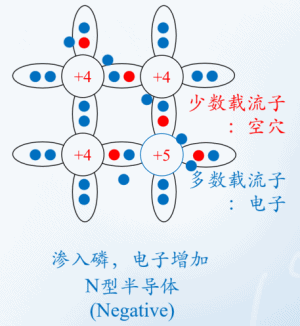 +4
+4
少数载流子
：空穴
+4
+5
多数载流子
：电子
渗入磷，电子增加
N型半导体
(Negative)